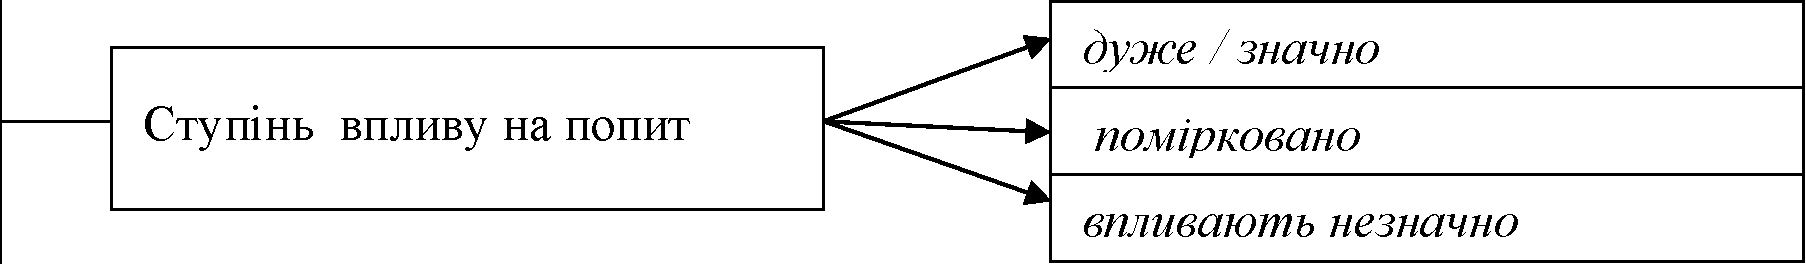 Ступінь впливу на попит
дуже / значно
помірковано
впливають незначно